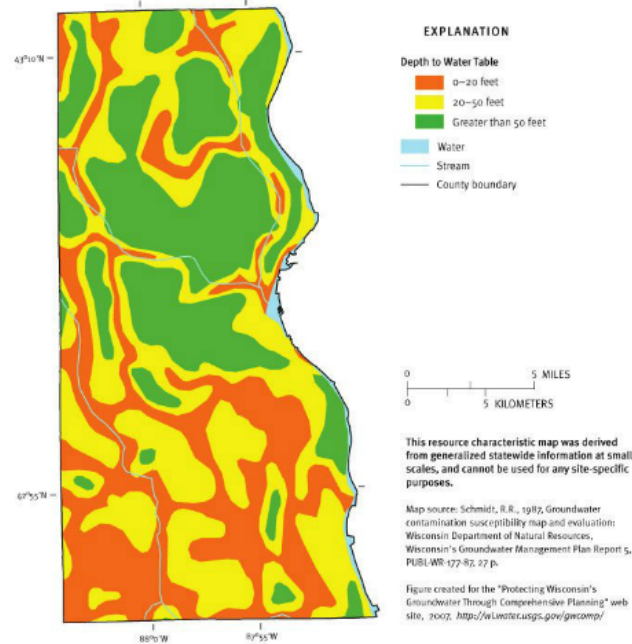 EXPLANATION
43°10'N
Depth to Water Table
0–20 feet
20–50 feet
Greater than 50 feet
Water
Stream
County boundary
0 5 MILES
0 5 KILOMETERS
This resource characteristic map was derived
from generalized statewide information at small
scales, and cannot be used for any site-specific
purposes.
42°55'N
Map source: Schmidt, R.R., 1987, Groundwater
contamination susceptibility map and evaluation:
Wisconsin Department of Natural Resources,
Wisconsin's Groundwater Management Plan Report 5,
PUBL-WR-177-87, 27 p.
Figure created for the "Protecting Wisconsin's
Groundwater Through Comprehensive Planning" web
site, 2007, http://wi.water.usgs.gov/gwcomp/
88°0'W 87°55'W